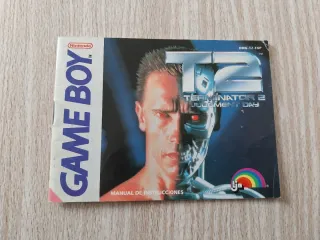 Nintendo
GAME BOY
T2
TERMINATOR 2
JUDGMENT DAY
MANUAL DE INSTRUCCIONES
LJN